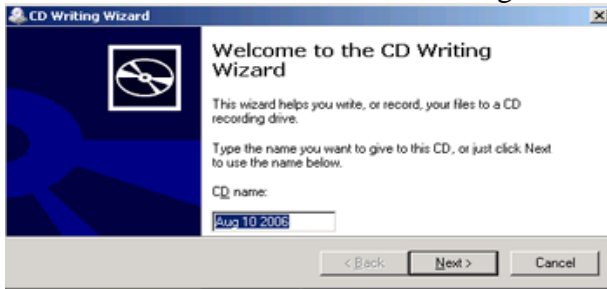 CD Writing Wizard
Welcome to the CD Writing
Wizard
This wizard helps you write, or record, your files to a CD
recording drive.
Type the name you want to give to this CD, or just click Next
to use the name below.
CD name:
Aug 10 2006
< Back
Next >
Cancel